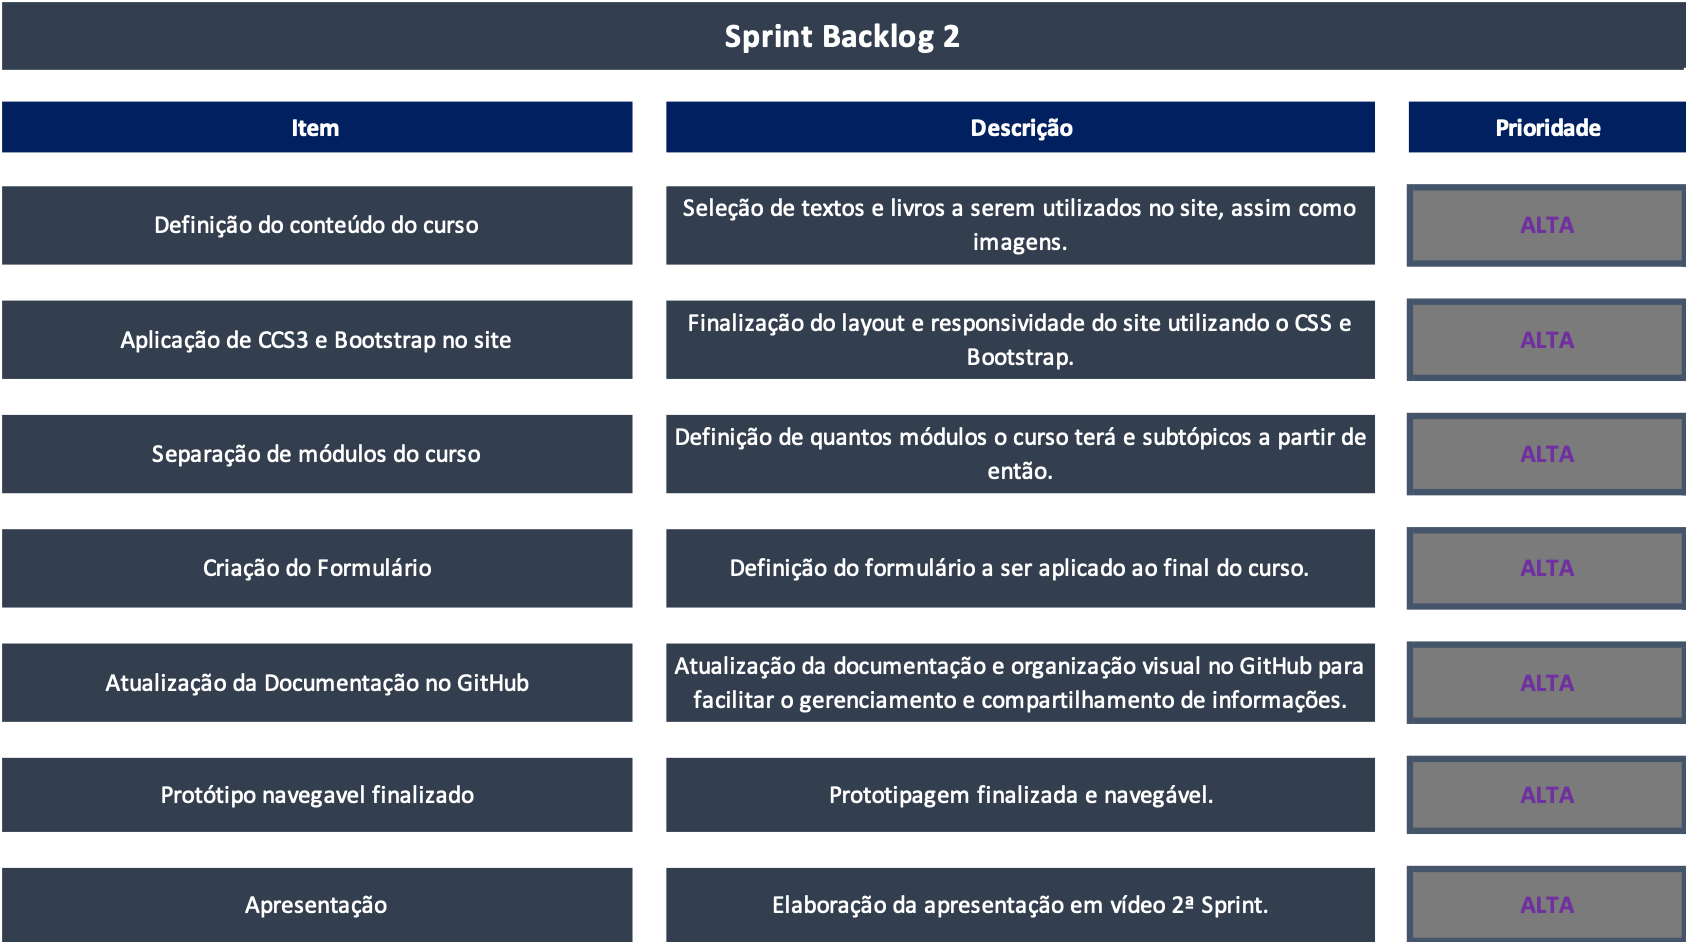 Sprint Backlog 2
Item
Descrição
Prioridade
Definição do conteúdo do curso
Seleção de textos e livros a serem utilizados no site, assim como
imagens.
ALTA
Aplicação de CCS3 e Bootstrap no site
Finalização do layout e responsividade do site utilizando o CSS e
Bootstrap.
ALTA
Separação de módulos do curso
Definição de quantos módulos o curso terá e subtópicos a partir de
então.
ALTA
Criação do Formulário
Definição do formulário a ser aplicado ao final do curso.
ALTA
Atualização da Documentação no GitHub
Atualização da documentação e organização visual no GitHub para
facilitar o gerenciamento e compartilhamento de informações.
ALTA
Protótipo navegavel finalizado
Prototipagem finalizada e navegável.
ALTA
Apresentação
Elaboração da apresentação em vídeo 2ª Sprint.
ALTA